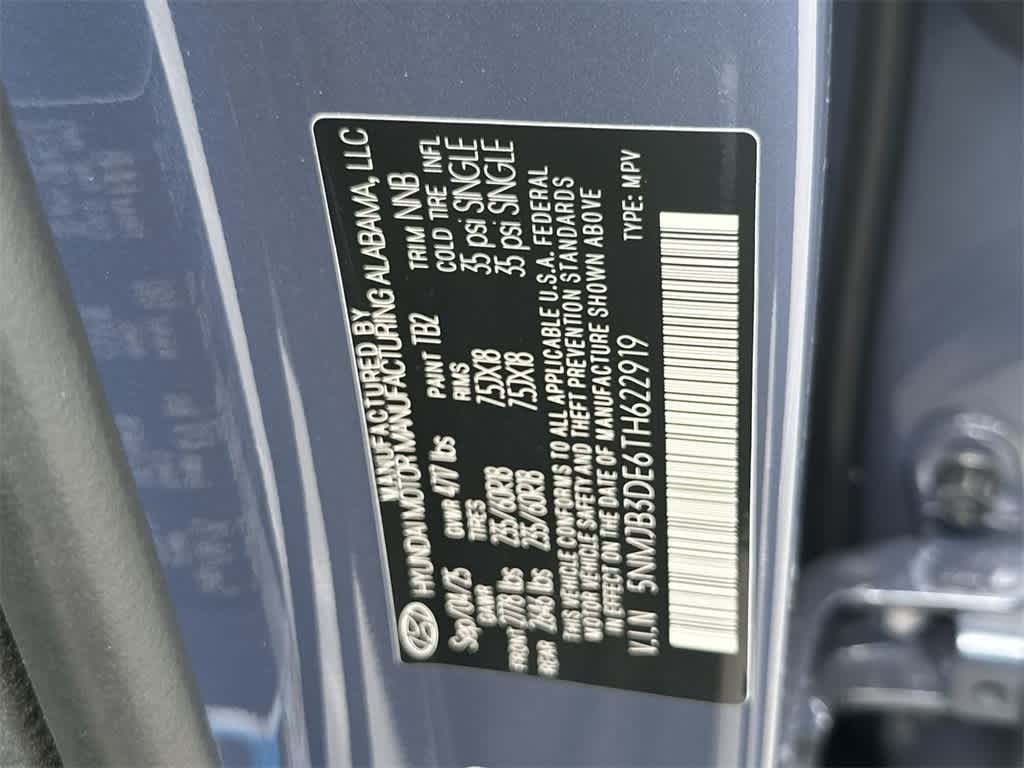 MANUFACTURED BY
HYUNDAI MOTOR MANUFACTURING ALABAMA, LLC
Sep/04/25 GVWR 4717 lbs PAINT TB2 TRIM NNB
GAWR TIRES RIMS COLD TIRE INFL
FRONT 2778 lbs 235/60R18 7.5JX18 35 psi SINGLE
REAR 2646 lbs 235/60R18 7.5JX18 35 psi SINGLE
THIS VEHICLE CONFORMS TO ALL APPLICABLE U.S.A. FEDERAL
MOTOR VEHICLE SAFETY AND THEFT PREVENTION STANDARDS
IN EFFECT ON THE DATE OF MANUFACTURE SHOWN ABOVE
V.I.N 5NMJB3DE6TH622919 TYPE: MPV